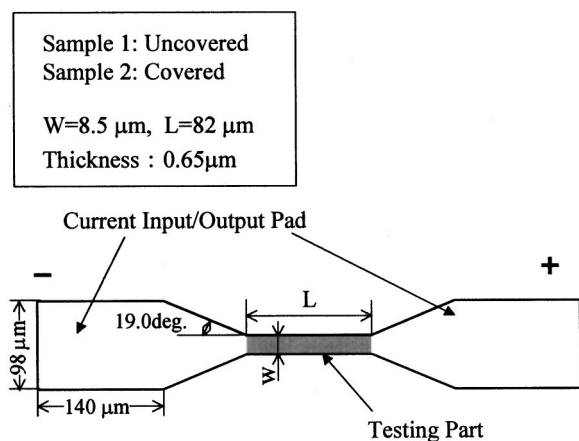 Sample 1: Uncovered
Sample 2: Covered
W=8.5 μm, L=82 μm
Thickness : 0.65μm
Current Input/Output Pad
−
+
L
19.0deg.
98 μm
W
140 μm
Testing Part